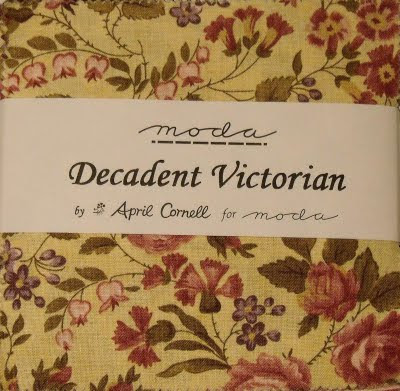 moda
Decadent Victorian
by April Cornell for moda